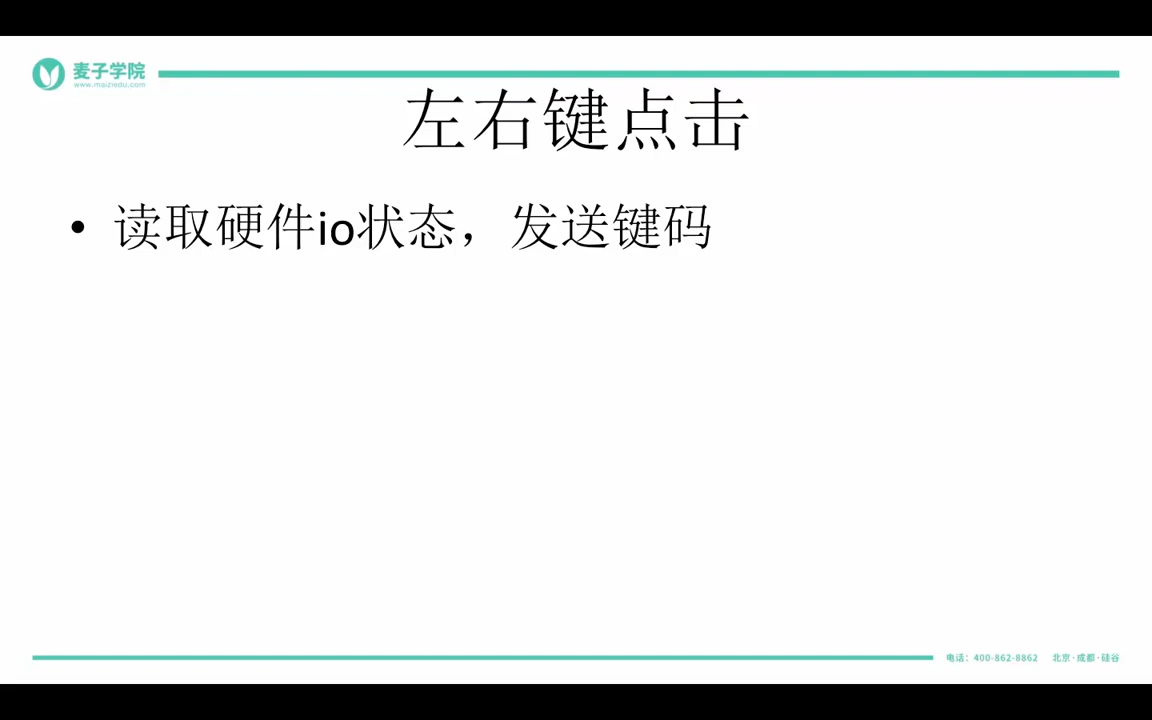 麦子学院
www.maiziedu.com
左右键点击
• 读取硬件io状态，发送键码
电话：400-862-8862 北京·成都·硅谷